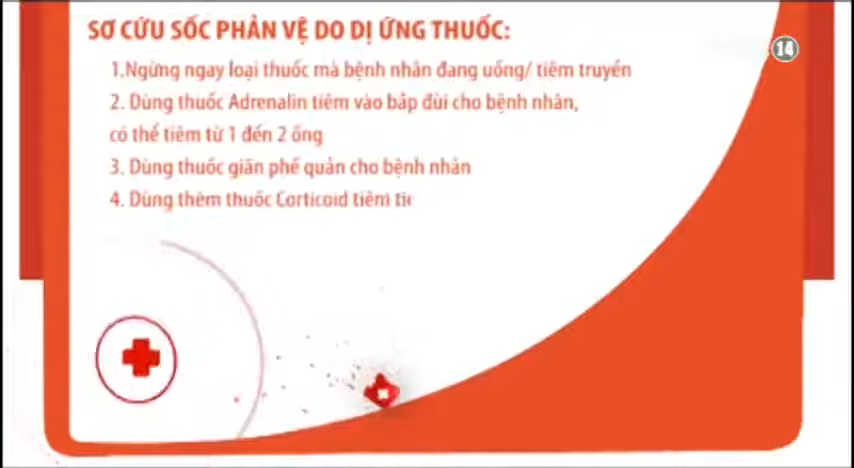 SƠ CỨU SỐC PHẢN VỆ DO DỊ ỨNG THUỐC:
14
1.Ngừng ngay loại thuốc mà bệnh nhân đang uống/ tiêm truyền
2. Dùng thuốc Adrenalin tiêm vào bắp đùi cho bệnh nhân,
có thể tiêm từ 1 đến 2 ống
3. Dùng thuốc giãn phế quản cho bệnh nhân
4. Dùng thêm thuốc Corticoid tiêm